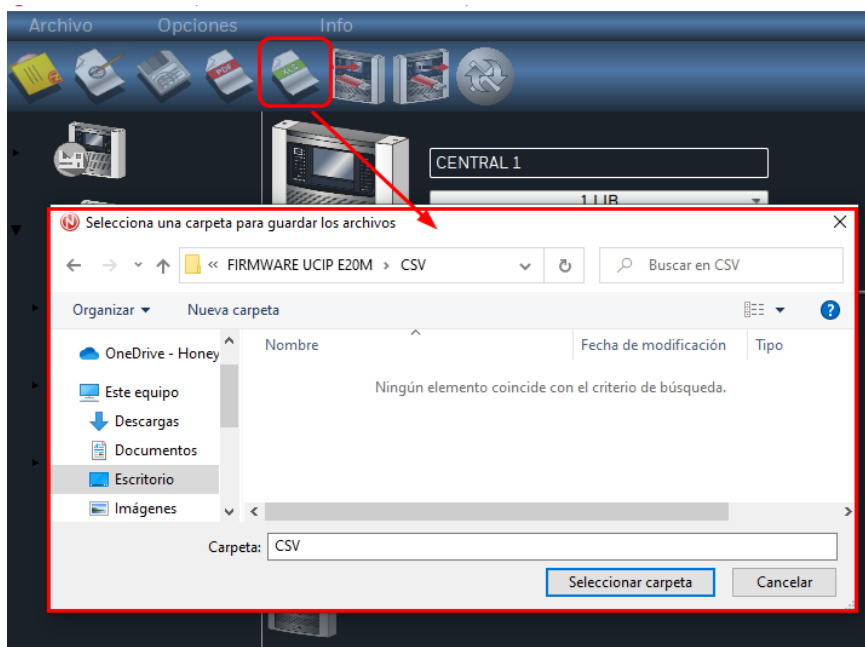 Archivo Opciones Info
PDF XLS
CENTRAL 1
1 LIB
Selecciona una carpeta para guardar los archivos
« FIRMWARE UCIP E20M › CSV Buscar en CSV
Organizar Nueva carpeta
Nombre Fecha de modificación Tipo
OneDrive - Honey
Ningún elemento coincide con el criterio de búsqueda.
Este equipo
Descargas
Documentos
Escritorio
Imágenes
Carpeta: CSV
Seleccionar carpeta Cancelar